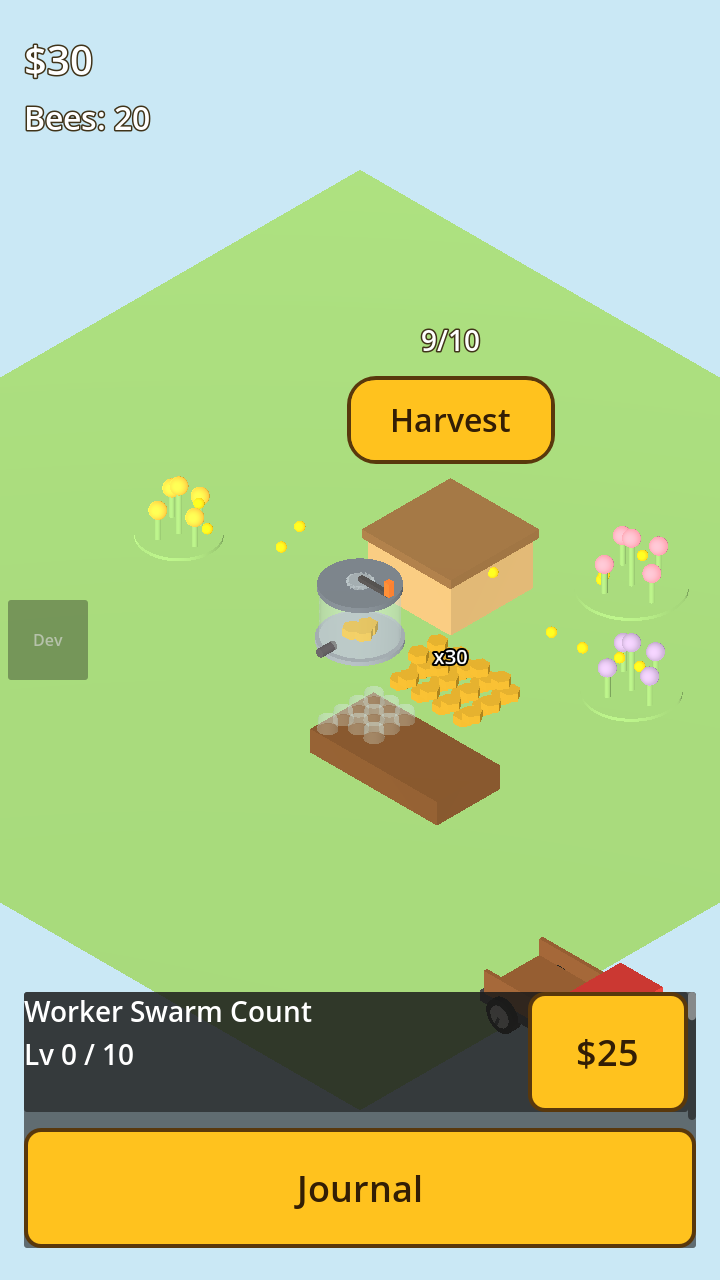 $30
Bees: 20
9/10
Harvest
Dev
x30
Worker Swarm Count
Lv 0 / 10
$25
Journal